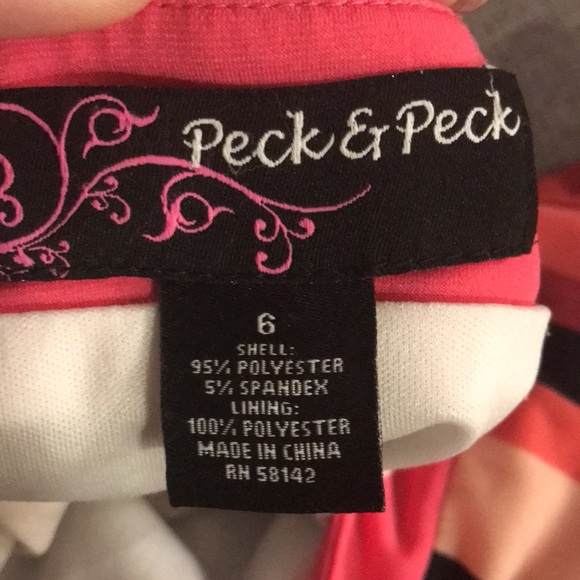 Peck & Peck
6
SHELL:
95% POLYESTER
5% SPANDEX
LINING:
100% POLYESTER
MADE IN CHINA
RN 58142